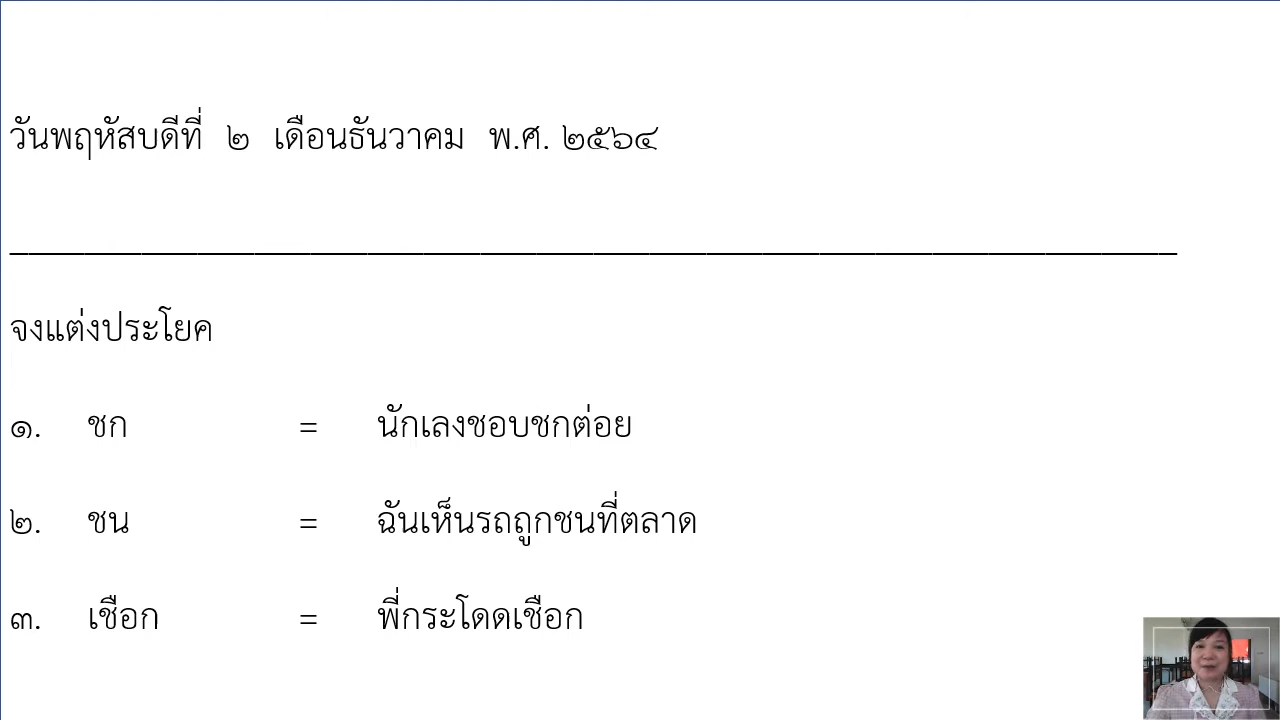 วันพฤหัสบดีที่ ๒ เดือนธันวาคม พ.ศ. ๒๕๖๔
จงแต่งประโยค
๑. ชก = นักเลงชอบชกต่อย
๒. ชน = ฉันเห็นรถถูกชนที่ตลาด
๓. เชือก = พี่กระโดดเชือก